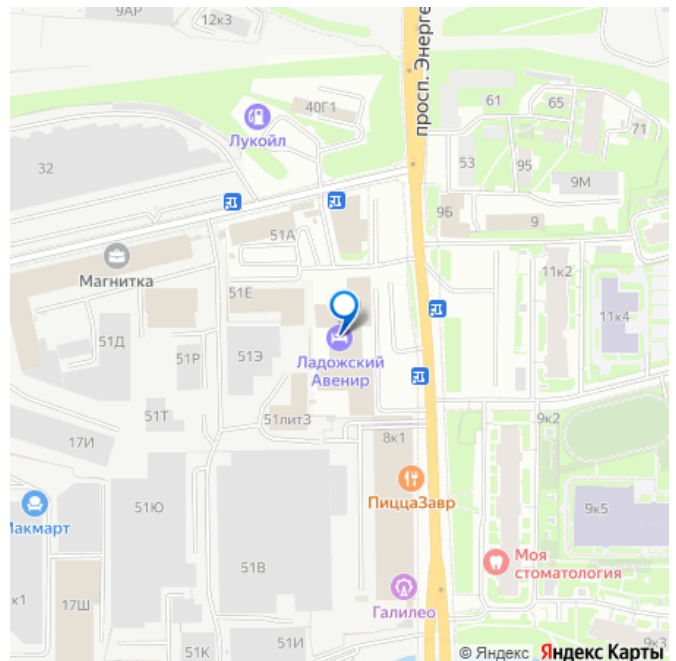 9АР
12к3
просп. Энерге
40Г1
Лукойл
61
65
71
53
95
9М
32
9Б
9
51А
Магнитка
11к2
51Е
11к4
51Д
51Р
51Э
Ладожский
Авенир
51Т
51литЗ
9к2
17И
8к1
ПиццаЗавр
51Ю
9к5
Макмарт
51В
Моя
стоматология
к1
17Ш
Галилео
51К
51И
9к3
© Яндекс Яндекс Карты